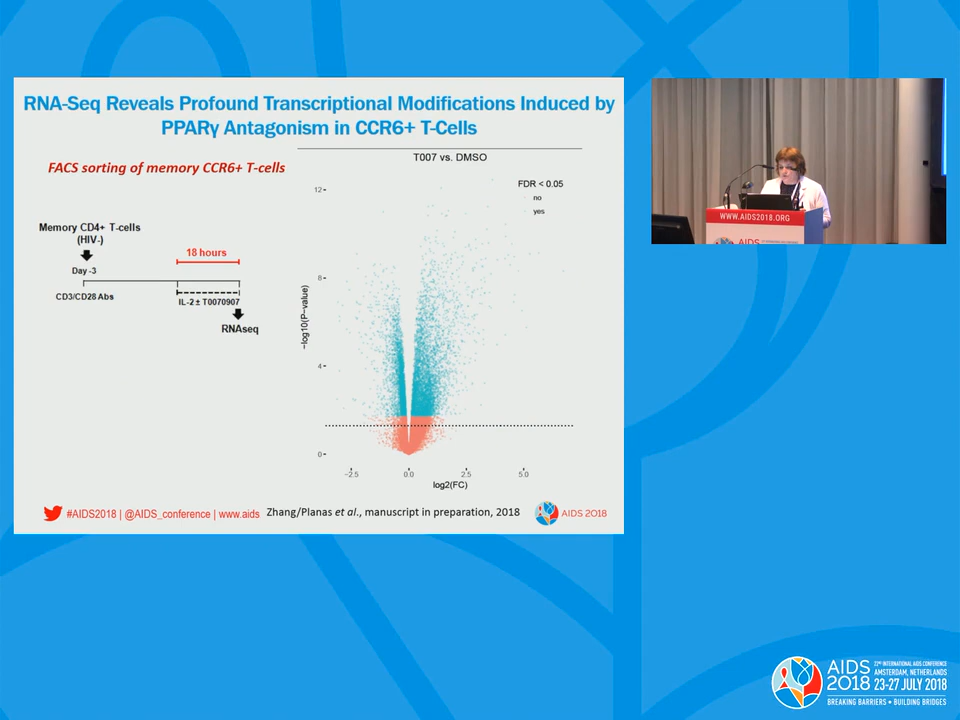 RNA-Seq Reveals Profound Transcriptional Modifications Induced by
PPARγ Antagonism in CCR6+ T-Cells
FACS sorting of memory CCR6+ T-cells
Memory CD4+ T-cells
(HIV-)
Day -3
CD3/CD28 Abs
18 hours
IL-2 ± T0070907
RNAseq
T007 vs. DMSO
FDR < 0.05
no
yes
12
8
4
0
−log10(P−value)
−2.5
0.0
2.5
5.0
log2(FC)
#AIDS2018 | @AIDS_conference | www.aids
Zhang/Planas et al., manuscript in preparation, 2018
AIDS 2018
WWW.AIDS2018.ORG
AIDS
2018
22ND INTERNATIONAL AIDS CONFERENCE
AMSTERDAM, NETHERLANDS
23-27 JULY 2018
BREAKING BARRIERS • BUILDING BRIDGES